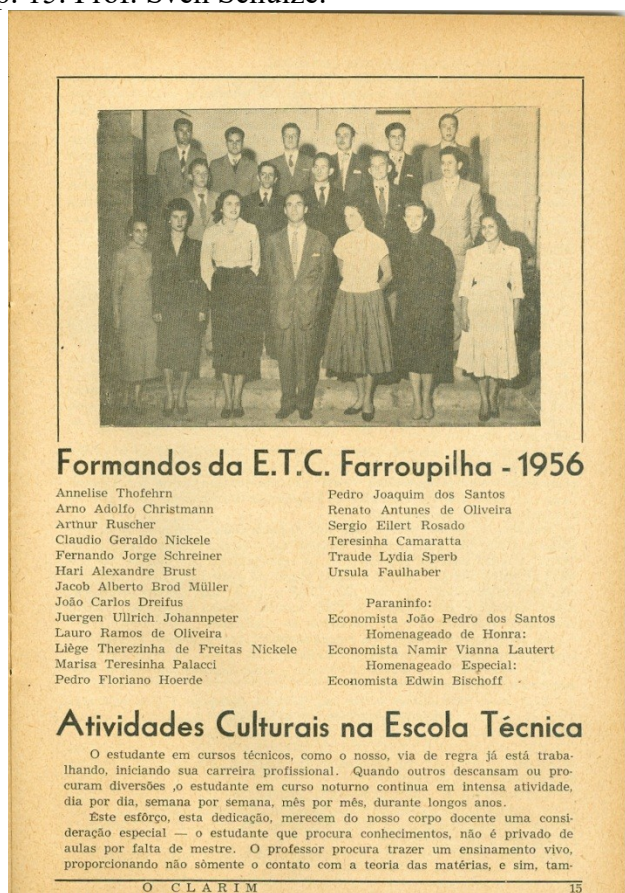 p. 15. Prof. Sven Schulze.
Formandos da E.T.C. Farroupilha - 1956
Annelise Thofehrn
Arno Adolfo Christmann
Arthur Ruscher
Claudio Geraldo Nickele
Fernando Jorge Schreiner
Hari Alexandre Brust
Jacob Alberto Brod Müller
João Carlos Dreifus
Juergen Ullrich Johannpeter
Lauro Ramos de Oliveira
Liège Therezinha de Freitas Nickele
Marisa Teresinha Palacci
Pedro Floriano Hoerde
Pedro Joaquim dos Santos
Renato Antunes de Oliveira
Sergio Eilert Rosado
Teresinha Camaratta
Traude Lydia Sperb
Ursula Faulhaber
Paraninfo:
Economista João Pedro dos Santos
Homenageado de Honra:
Economista Namir Vianna Lautert
Homenageado Especial:
Economista Edwin Bischoff
Atividades Culturais na Escola Técnica
O estudante em cursos técnicos, como o nosso, via de regra já está traba-
lhando, iniciando sua carreira profissional. Quando outros descansam ou pro-
curam diversões ,o estudante em curso noturno continua em intensa atividade,
dia por dia, semana por semana, mês por mês, durante longos anos.
Êste esfôrço, esta dedicação, merecem do nosso corpo docente uma consi-
deração especial — o estudante que procura conhecimentos, não é privado de
aulas por falta de mestre. O professor procura trazer um ensinamento vivo,
proporcionando não sòmente o contato com a teoria das matérias, e sim, tam-
O CLARIM 15